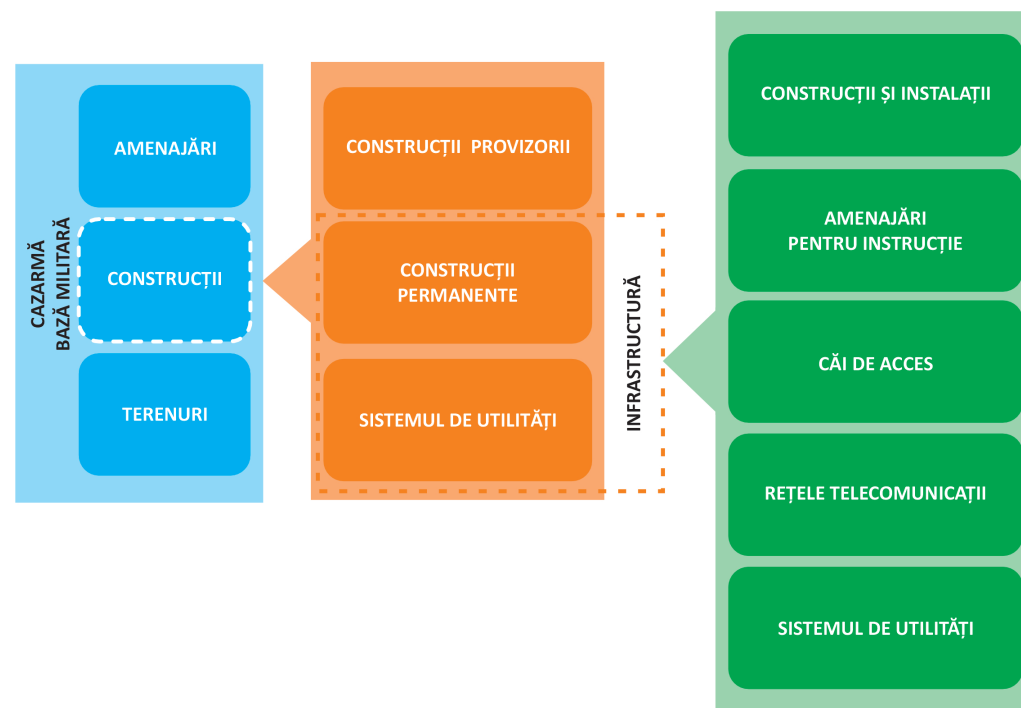 CAZARMĂ
BAZĂ MILITARĂ
AMENAJĂRI
CONSTRUCȚII
TERENURI
CONSTRUCȚII PROVIZORII
CONSTRUCȚII
PERMANENTE
SISTEMUL DE UTILITĂȚI
INFRASTRUCTURĂ
CONSTRUCȚII ȘI INSTALAȚII
AMENAJĂRI
PENTRU INSTRUCȚIE
CĂI DE ACCES
REȚELE TELECOMUNICAȚII
SISTEMUL DE UTILITĂȚI